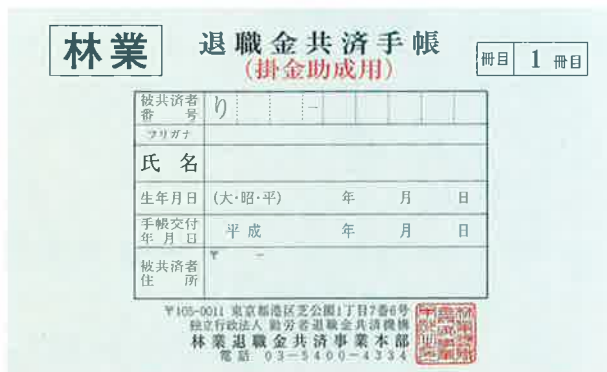 林業
退職金共済手帳
(掛金助成用)
冊目 1 冊目
被共済者番号 り -
フリガナ
氏名
生年月日 (大・昭・平) 年 月 日
手帳交付年月日 平成 年 月 日
被共済者住所 〒 -
〒105-0011 東京都港区芝公園1丁目7番6号
独立行政法人 勤労者退職金共済機構
林業退職金共済事業本部
電話 03-5400-4334